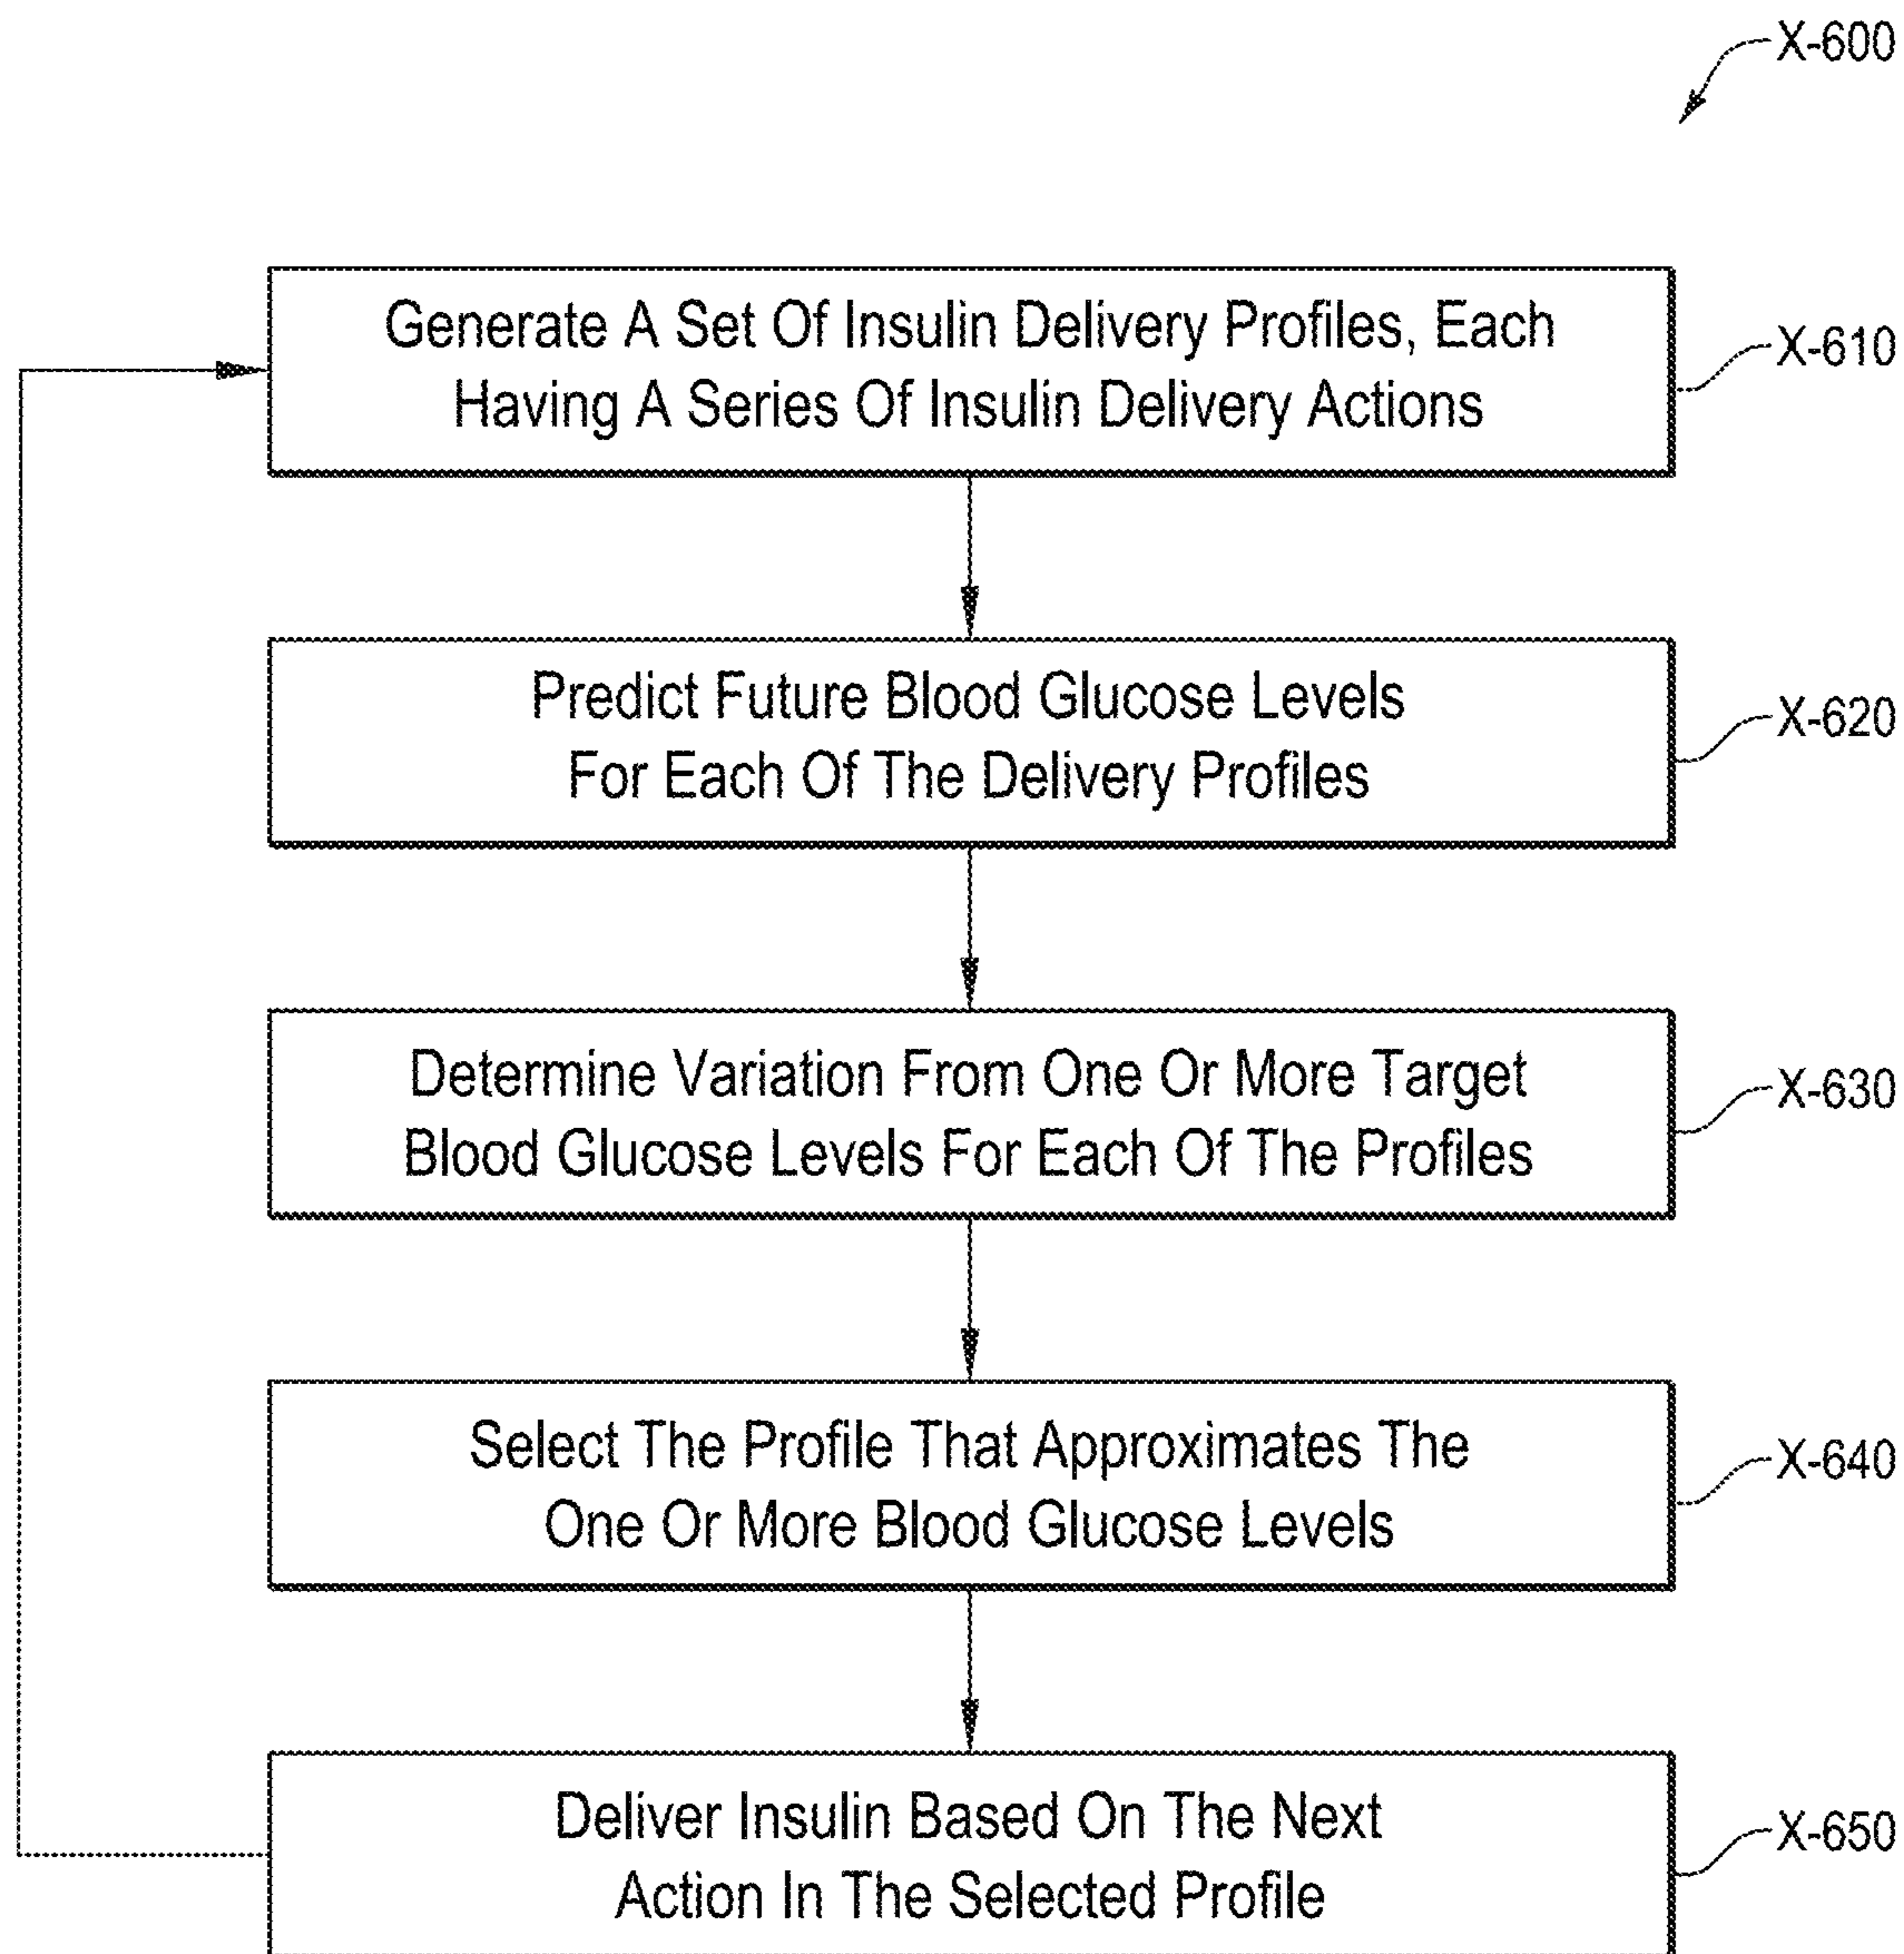 X-600
Generate A Set Of Insulin Delivery Profiles, Each
Having A Series Of Insulin Delivery Actions
X-610
Predict Future Blood Glucose Levels
For Each Of The Delivery Profiles
X-620
Determine Variation From One Or More Target
Blood Glucose Levels For Each Of The Profiles
X-630
Select The Profile That Approximates The
One Or More Blood Glucose Levels
X-640
Deliver Insulin Based On The Next
Action In The Selected Profile
X-650